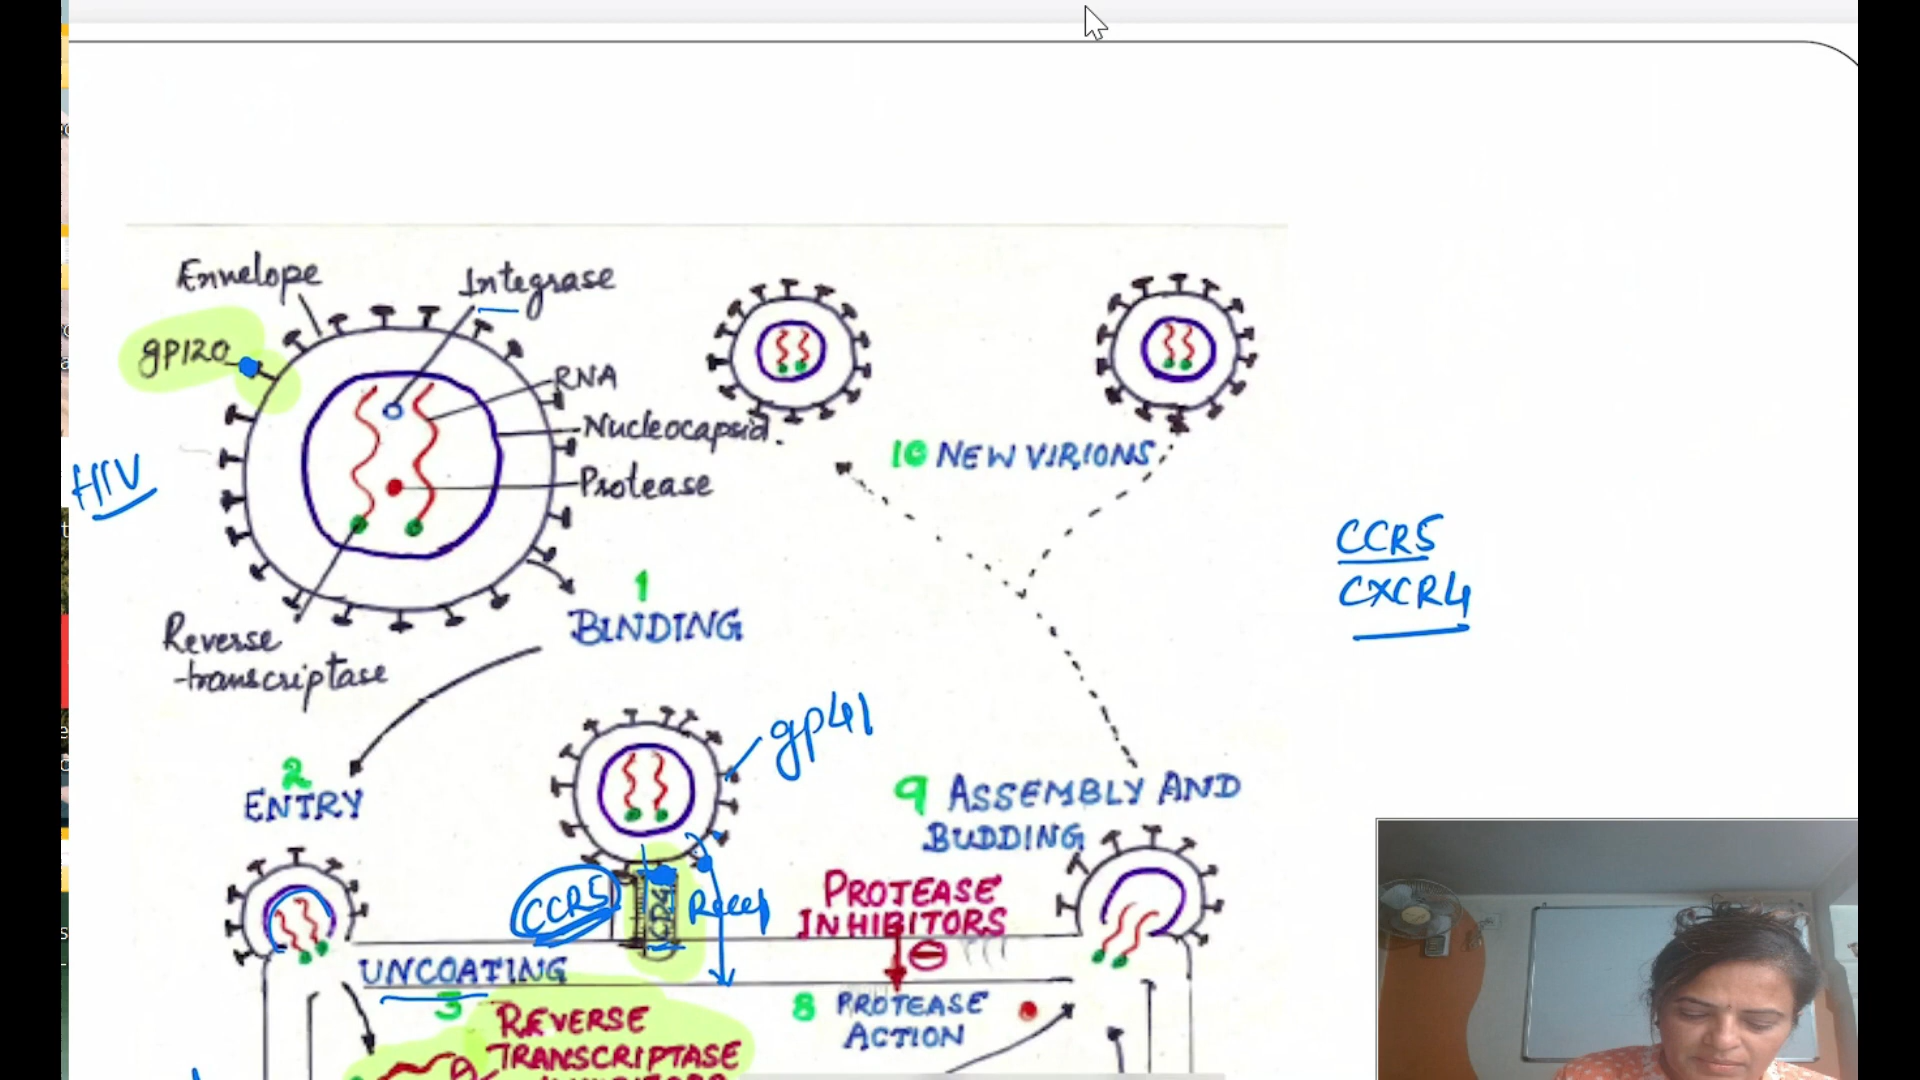 Envelope
Integrase
gp120
RNA
Nucleocapsid.
Protease
HIV
Reverse
-transcriptase
1
BINDING
10 NEW VIRIONS
CCR5
CXCR4
gp41
2
ENTRY
9 ASSEMBLY AND
BUDDING
CCR5
CD4
PROTEASE
INHIBITORS
UNCOATING
3
REVERSE
TRANSCRIPTASE
8 PROTEASE
ACTION